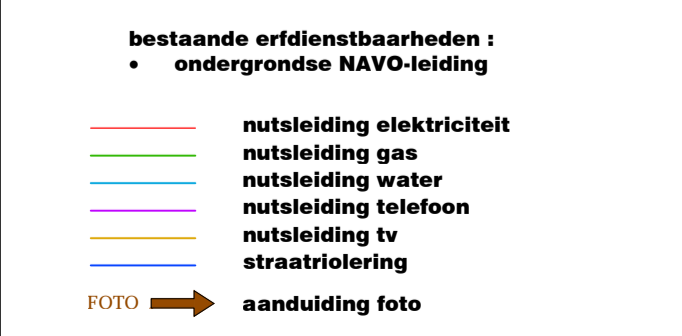 bestaande erfdienstbaarheden :
• ondergrondse NAVO-leiding
nutsleiding elektriciteit
nutsleiding gas
nutsleiding water
nutsleiding telefoon
nutsleiding tv
straatriolering
FOTO aanduiding foto